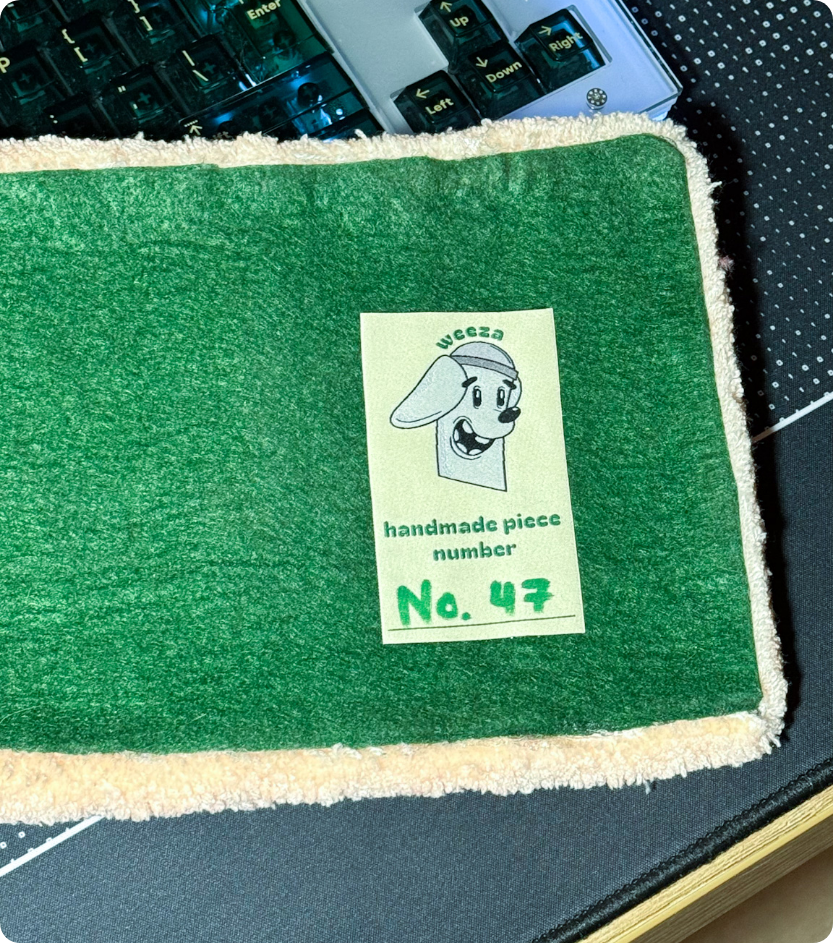 Enter
↑ Up
→ Right
P
{ [
} ]
| \
" '
← Left
↓ Down
weeza
handmade piece
number
No. 47